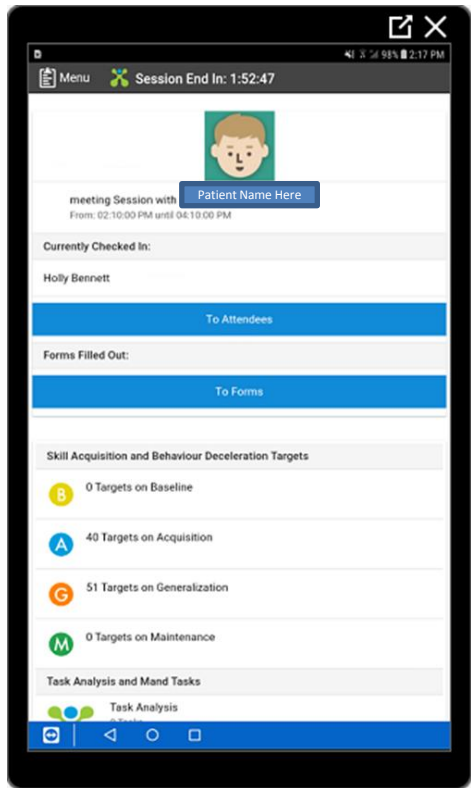 98% 2:17 PM
Menu Session End In: 1:52:47
meeting Session with Patient Name Here
From: 02:10:00 PM until 04:10:00 PM
Currently Checked In:
Holly Bennett
To Attendees
Forms Filled Out:
To Forms
Skill Acquisition and Behaviour Deceleration Targets
B 0 Targets on Baseline
A 40 Targets on Acquisition
G 51 Targets on Generalization
M 0 Targets on Maintenance
Task Analysis and Mand Tasks
Task Analysis
0 Tasks